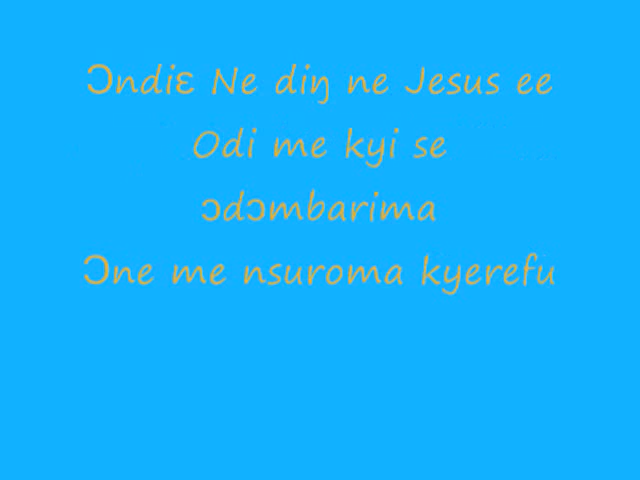 Ɔndiɛ Ne diŋ ne Jesus ee
Odi me kyi se
ɔdɔmbarima
Ɔne me nsuroma kyerefu